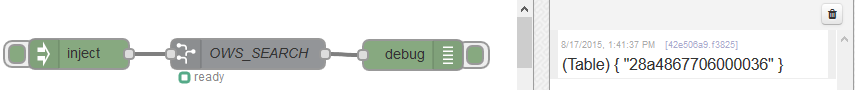 inject
OWS_SEARCH
debug
ready
8/17/2015, 1:41:37 PM [42e506a9.f3825]
(Table) { "28a4867706000036" }